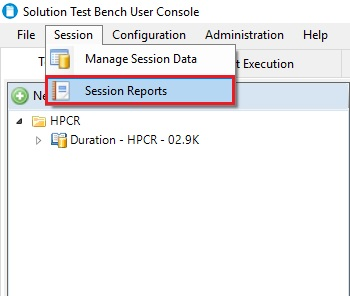 Solution Test Bench User Console
File Session Configuration Administration Help
Manage Session Data
Execution
Session Reports
HPCR
Duration - HPCR - 02.9K